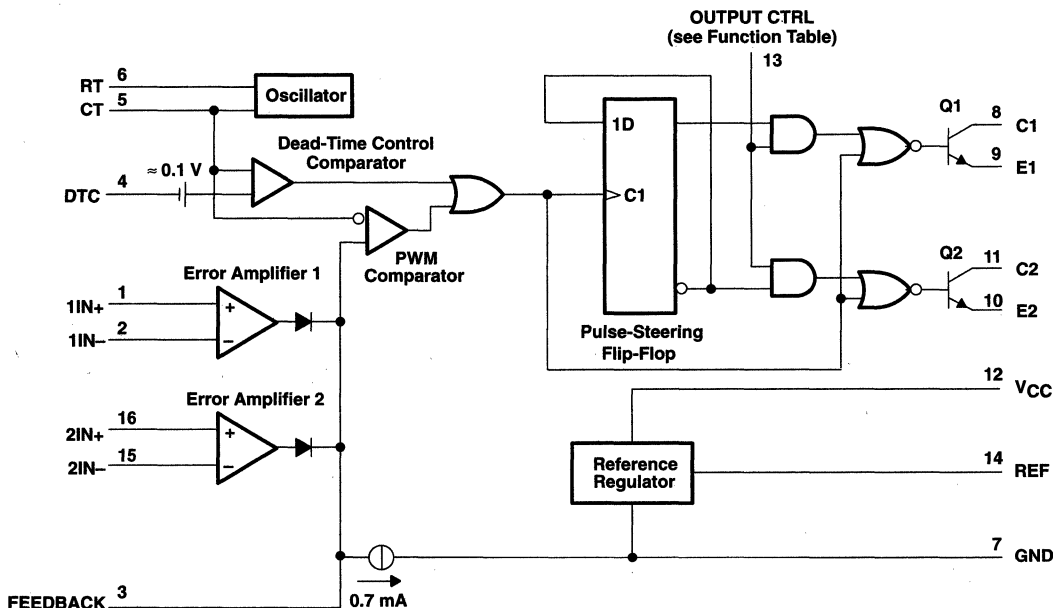 OUTPUT CTRL
(see Function Table)
13
6
RT
5
CT
Oscillator
Dead-Time Control
Comparator
≈ 0.1 V
4
DTC
PWM
Comparator
1D
C1
Pulse-Steering
Flip-Flop
Q1
8
C1
9
E1
Q2
11
C2
10
E2
Error Amplifier 1
1
1IN+
+
2
1IN–
–
Error Amplifier 2
16
2IN+
+
15
2IN–
–
12
VCC
Reference
Regulator
14
REF
7
GND
0.7 mA
3
FEEDBACK